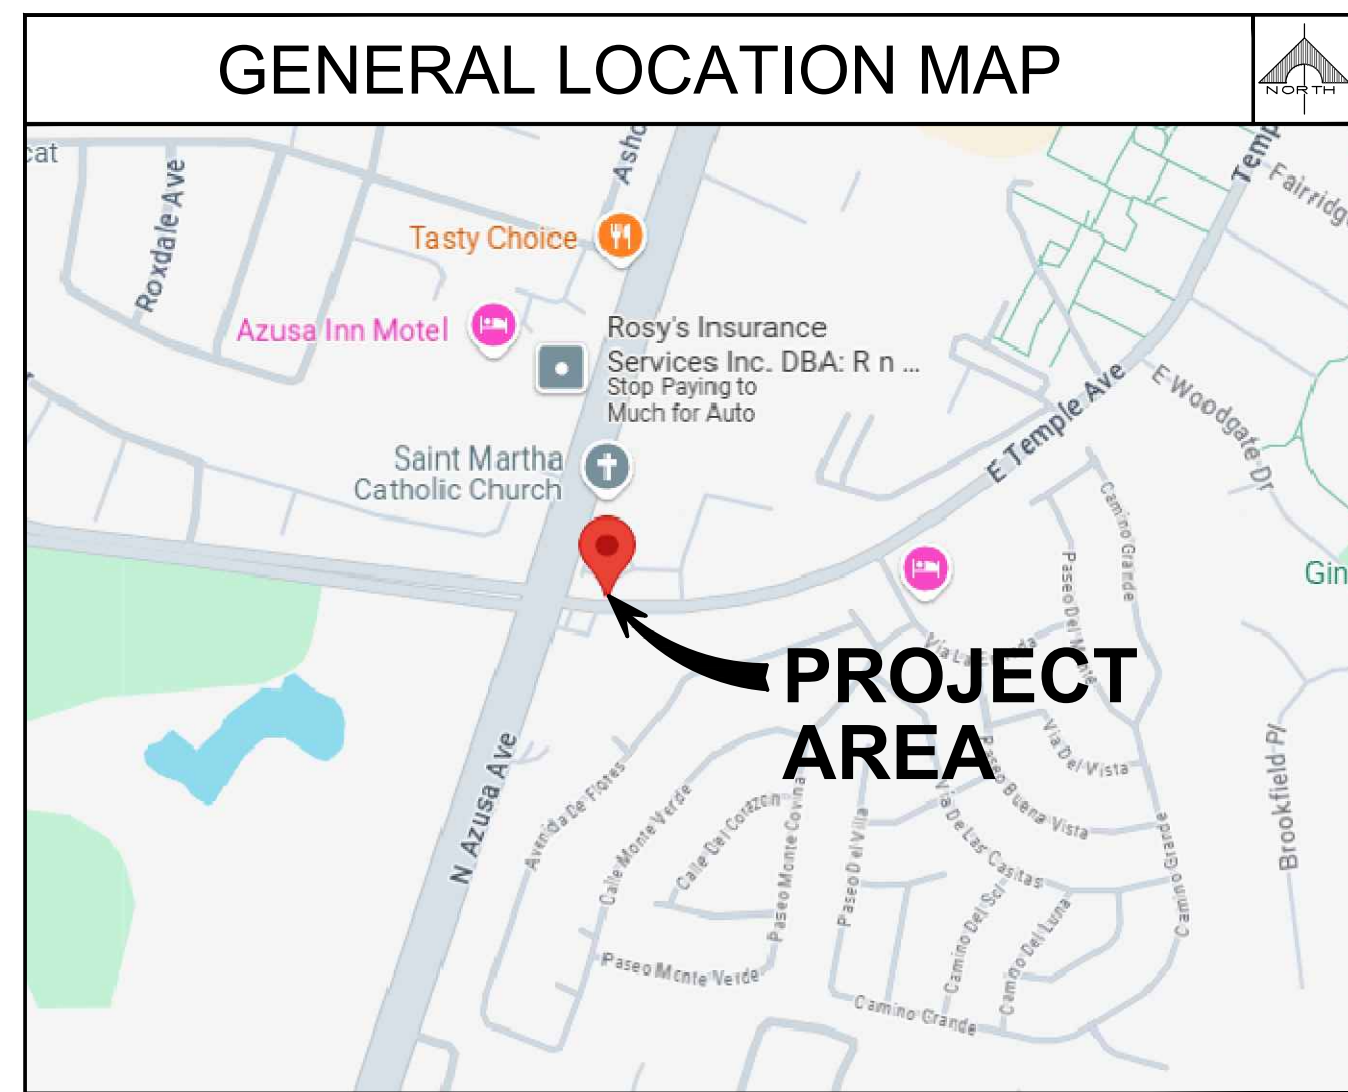 GENERAL LOCATION MAP
NORTH
cat
Roxdale Ave
Asho
Temp
Fairridge
Tasty Choice
Azusa Inn Motel
Rosy's Insurance
Services Inc. DBA: R n ...
Stop Paying to
Much for Auto
Saint Martha
Catholic Church
E Temple Ave
E Woodgate Dr
Camino Grande
Paseo Del Monte
Gin
PROJECT
AREA
N Azusa Ave
Avenida De Flores
Calle Monte Verde
Calle Del Corazon
Paseo Monte Covina
Paseo Del Villa
Paseo Buena Vista
Via Del Vista
Via De Las Casitas
Camino Del Sol
Camino Del Luna
Camino Grande
Brookfield Pl
Paseo Monte Verde
Camino Grande